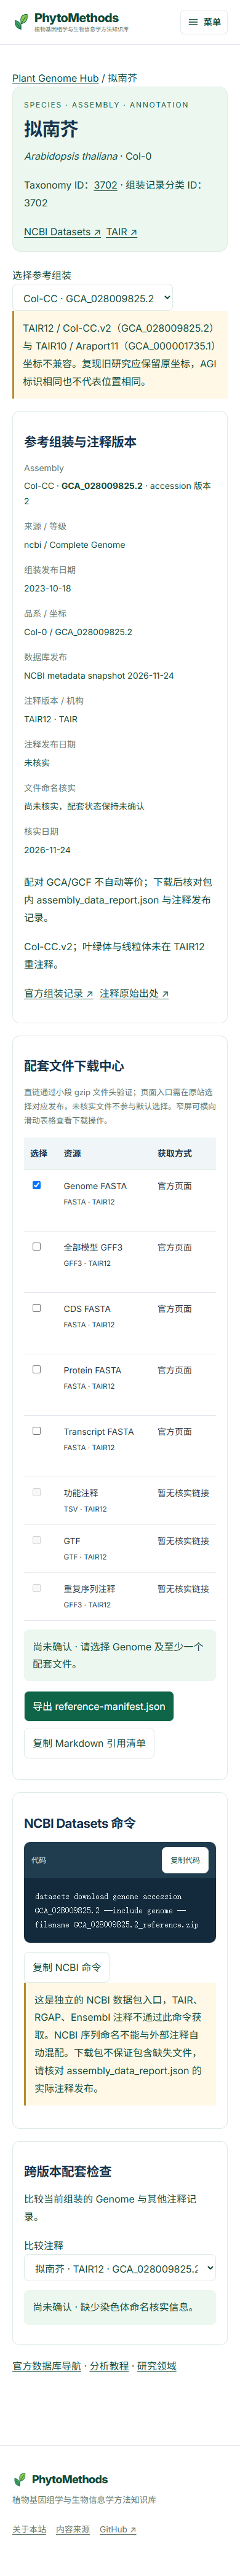 PhytoMethods
植物基因组学与生物信息学方法知识库
菜单
Plant Genome Hub / 拟南芥
SPECIES · ASSEMBLY · ANNOTATION
拟南芥
Arabidopsis thaliana · Col-0
Taxonomy ID：3702 · 组装记录分类 ID：
3702
NCBI Datasets ↗ TAIR ↗
选择参考组装
Col-CC · GCA_028009825.2
TAIR12 / Col-CC.v2（GCA_028009825.2）
与 TAIR10 / Araport11（GCA_000001735.1）
坐标不兼容。复现旧研究应保留原坐标，AGI
标识相同也不代表位置相同。
参考组装与注释版本
Assembly
Col-CC · GCA_028009825.2 · accession 版本
2
来源 / 等级
ncbi / Complete Genome
组装发布日期
2023-10-18
品系 / 坐标
Col-0 / GCA_028009825.2
数据库发布
NCBI metadata snapshot 2026-11-24
注释版本 / 机构
TAIR12 · TAIR
注释发布日期
未核实
文件命名核实
尚未核实，配套状态保持未确认
核实日期
2026-11-24
配对 GCA/GCF 不自动等价；下载后核对包
内 assembly_data_report.json 与注释发布
记录。
Col-CC.v2；叶绿体与线粒体未在 TAIR12
重注释。
官方组装记录 ↗ 注释原始出处 ↗
配套文件下载中心
直链通过小段 gzip 文件头验证；页面入口需在原站选
择对应发布，未核实文件不参与默认选择。窄屏可横向
滑动表格查看下载操作。
选择 资源 获取方式
Genome FASTA 官方页面
FASTA · TAIR12
全部模型 GFF3 官方页面
GFF3 · TAIR12
CDS FASTA 官方页面
FASTA · TAIR12
Protein FASTA 官方页面
FASTA · TAIR12
Transcript FASTA 官方页面
FASTA · TAIR12
功能注释 暂无核实链接
TSV · TAIR12
GTF 暂无核实链接
GTF · TAIR12
重复序列注释 暂无核实链接
GFF3 · TAIR12
尚未确认 · 请选择 Genome 及至少一个
配套文件。
导出 reference-manifest.json
复制 Markdown 引用清单
NCBI Datasets 命令
代码 复制代码
datasets download genome accession
GCA_028009825.2 --include genome --
filename GCA_028009825.2_reference.zip
复制 NCBI 命令
这是独立的 NCBI 数据包入口，TAIR、
RGAP、Ensembl 注释不通过此命令获
取。NCBI 序列命名不能与外部注释自
动混配。下载包不保证包含缺失文件，
请核对 assembly_data_report.json 的
实际注释发布。
跨版本配套检查
比较当前组装的 Genome 与其他注释记
录。
比较注释
拟南芥 · TAIR12 · GCA_028009825.2
尚未确认 · 缺少染色体命名核实信息。
官方数据库导航 · 分析教程 · 研究领域
PhytoMethods
植物基因组学与生物信息学方法知识库
关于本站 内容来源 GitHub ↗